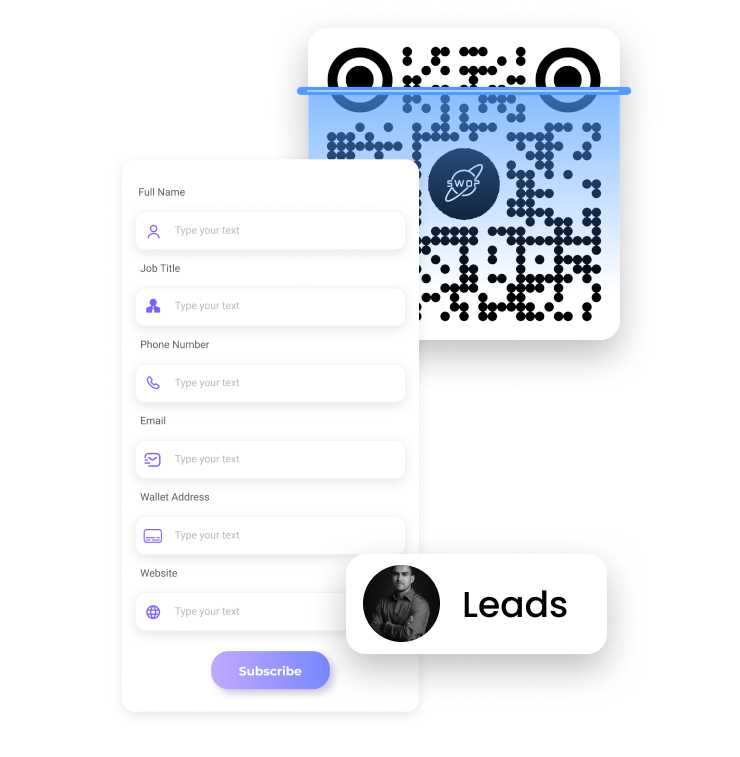 SWOP
Full Name
Type your text
Job Title
Type your text
Phone Number
Type your text
Email
Type your text
Wallet Address
Type your text
Website
Type your text
Leads
Subscribe